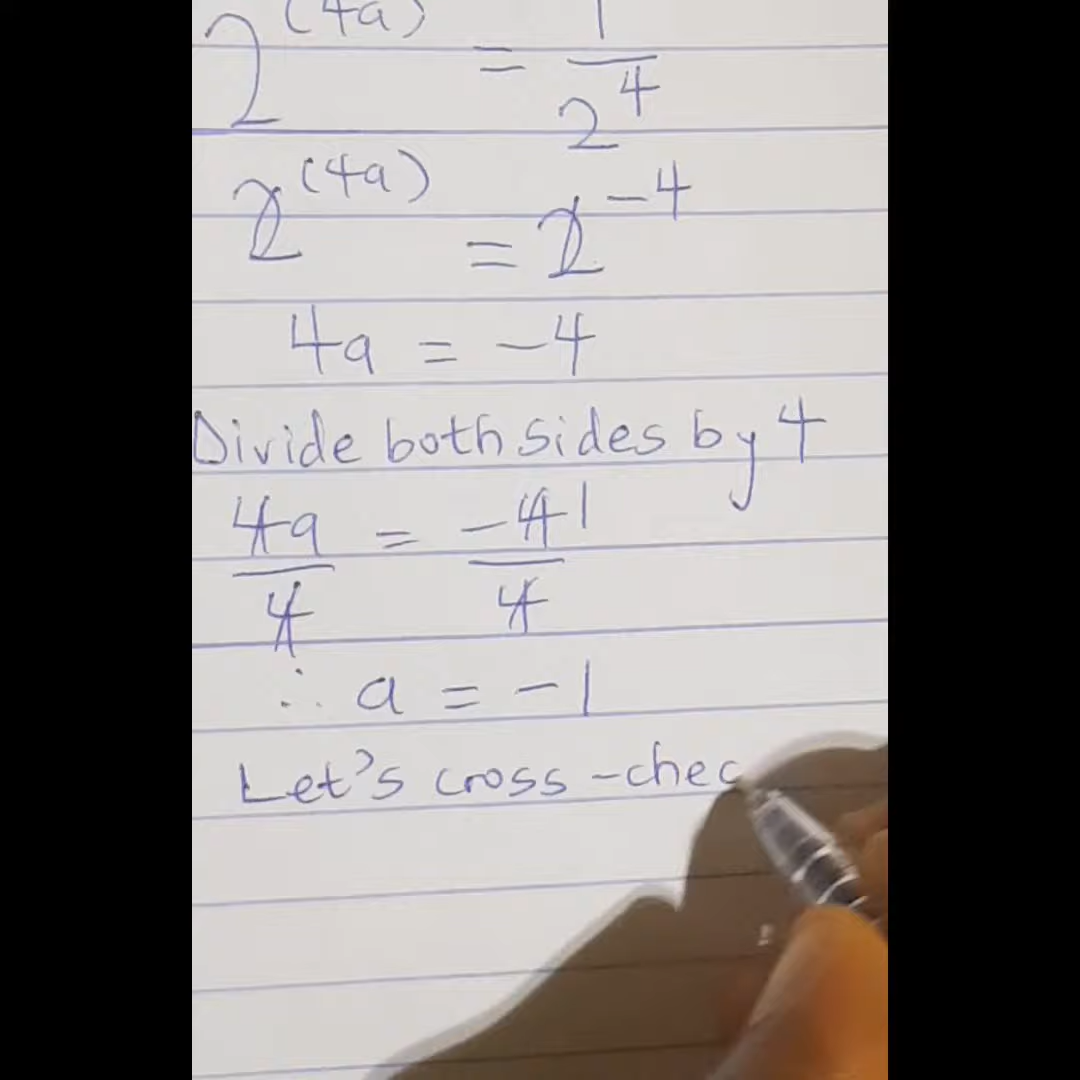 2^(4a) = 1/2^4
2^(4a) = 2^-4
4a = -4
Divide both sides by 4
4a/4 = -4 1/4
∴ a = -1
Let's cross-chec